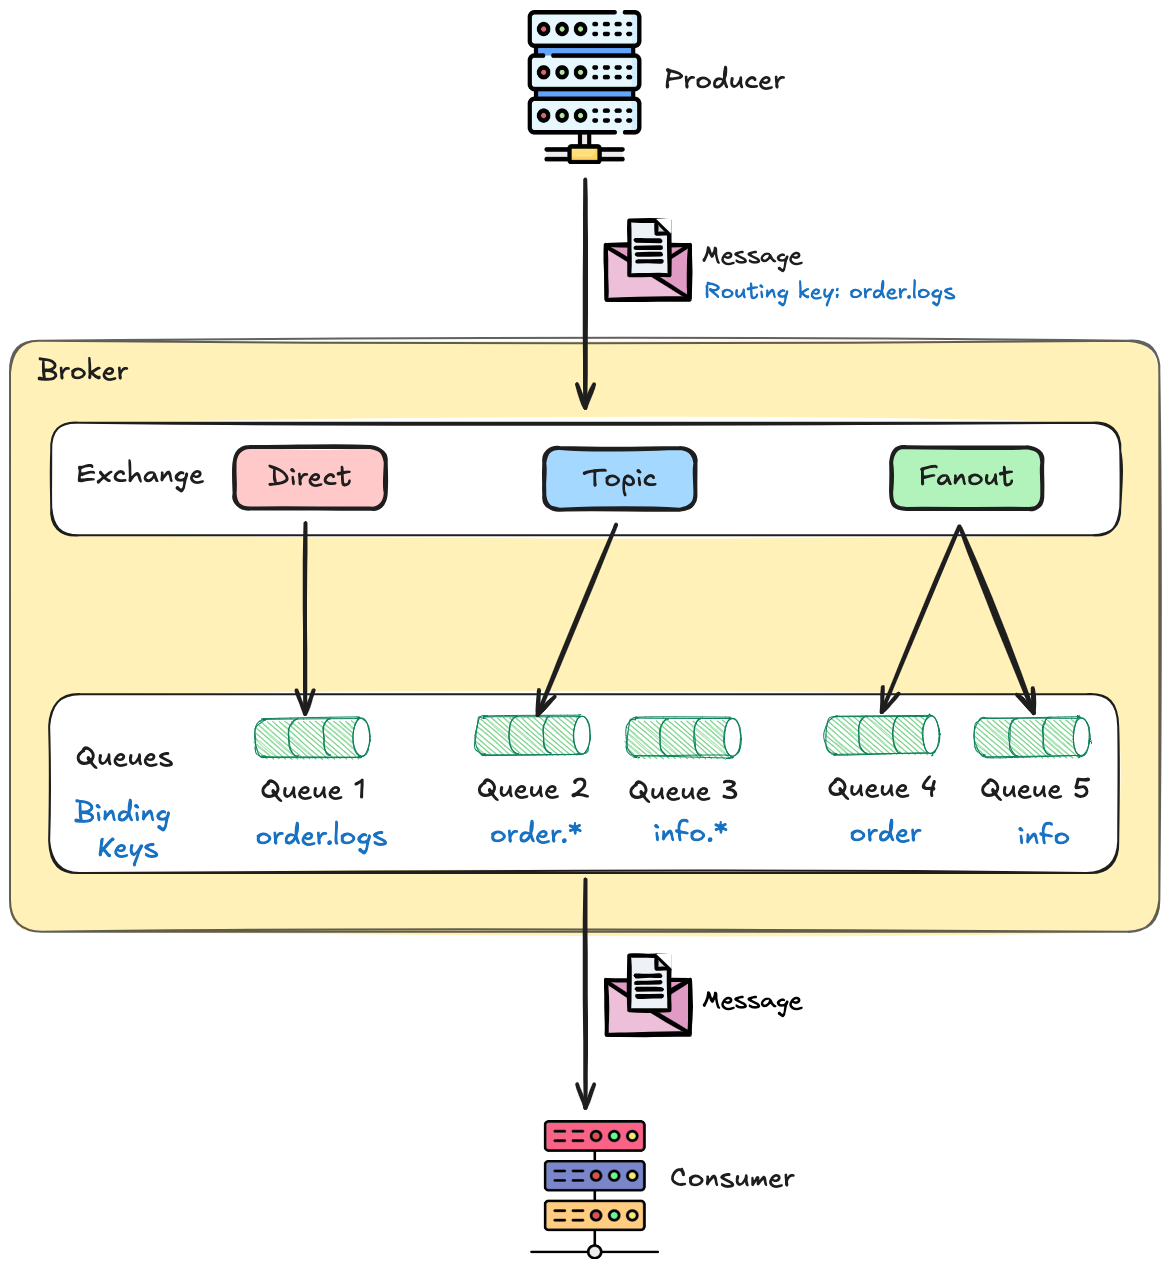 Producer
Message
Routing key: order.logs
Broker
Exchange
Direct
Topic
Fanout
Queues
Binding
Keys
Queue 1
order.logs
Queue 2
order.*
Queue 3
info.*
Queue 4
order
Queue 5
info
Message
Consumer